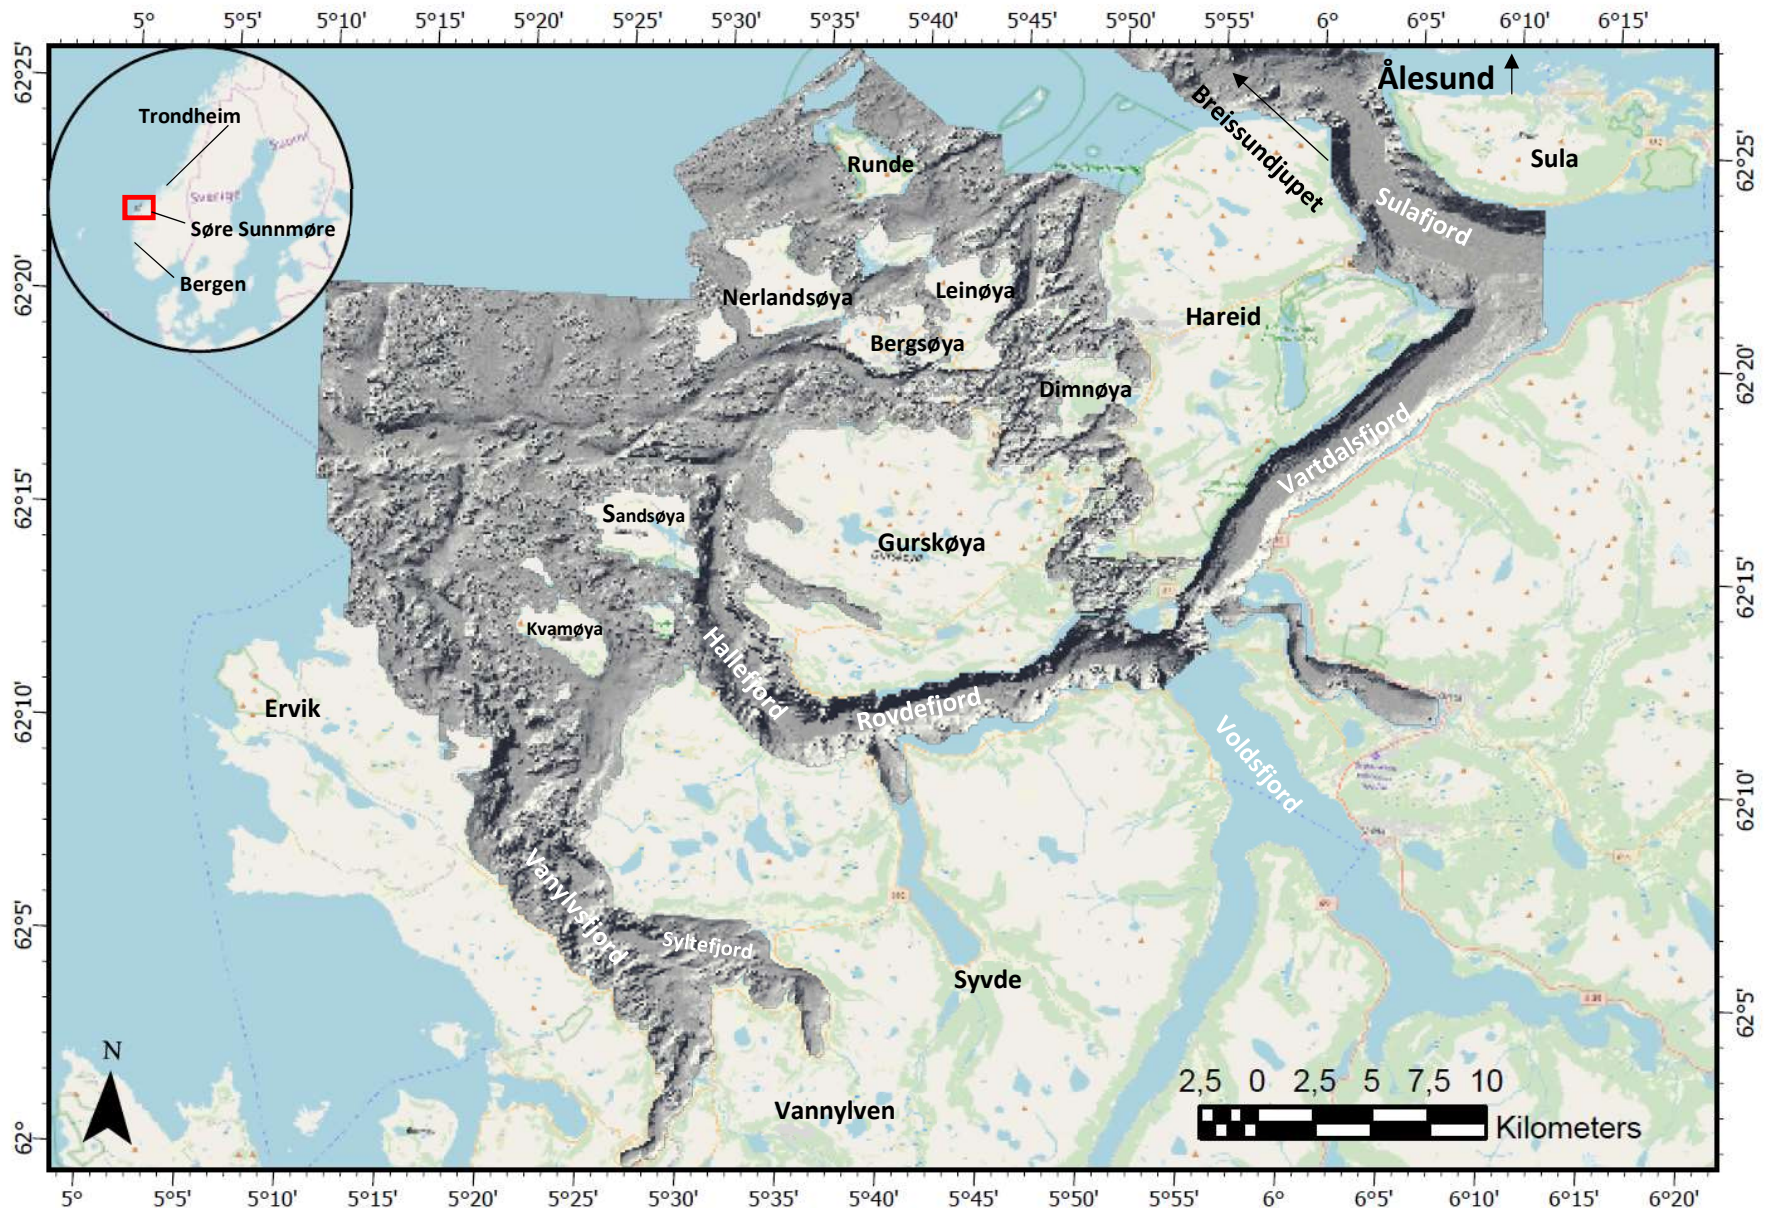 5° 5°5' 5°10' 5°15' 5°20' 5°25' 5°30' 5°35' 5°40' 5°45' 5°50' 5°55' 6° 6°5' 6°10' 6°15'
62°25'
62°20'
62°15'
62°10'
62°5'
62°
Trondheim
Sverige
Søre Sunnmøre
Bergen
Ålesund
Breissundjupet
Sula
Sulafjord
Runde
Nerlandsøya
Leinøya
Hareid
Bergsøya
Dimnøya
Vartdalsfjord
Sandsøya
Gurskøya
Kvamøya
Hallefjord
Rovdefjord
Ervik
Voldsfjord
Vanylvsfjord
Syltefjord
Syvde
Vannylven
N
2,5 0 2,5 5 7,5 10
Kilometers
62°25'
62°20'
62°15'
62°10'
62°5'
5° 5°5' 5°10' 5°15' 5°20' 5°25' 5°30' 5°35' 5°40' 5°45' 5°50' 5°55' 6° 6°5' 6°10' 6°15' 6°20'